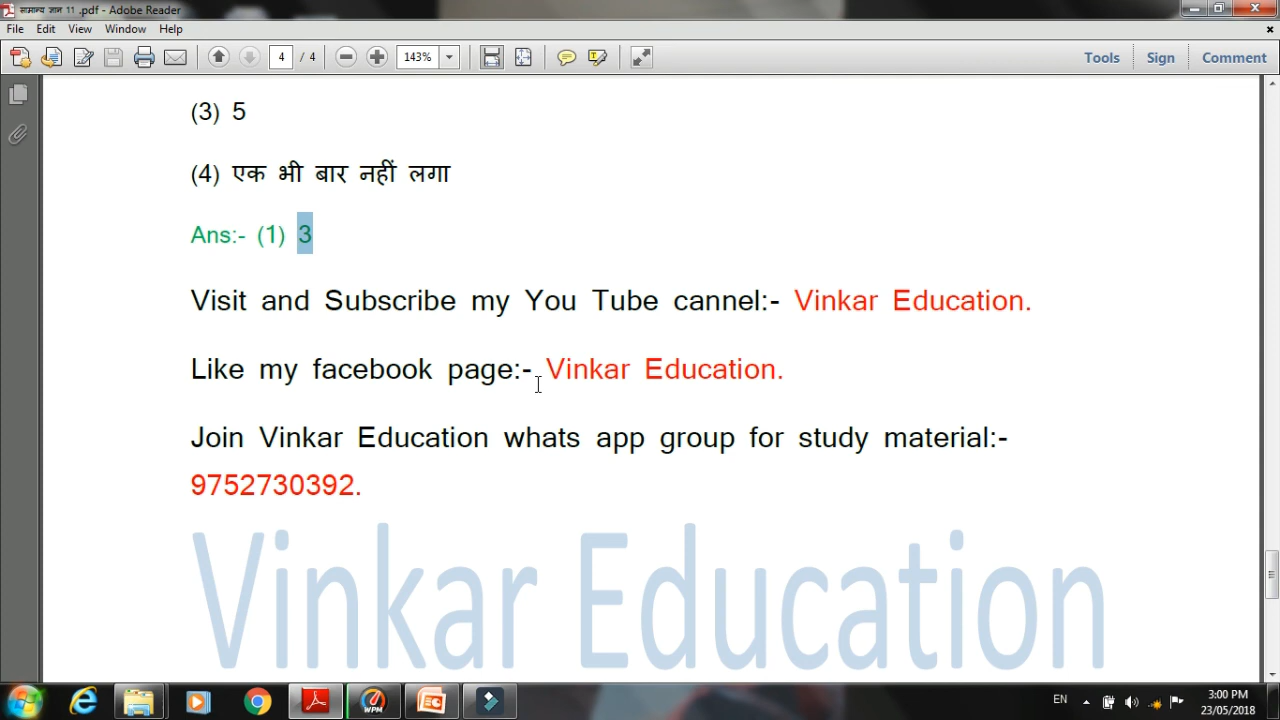 सामान्य ज्ञान 11 .pdf - Adobe Reader
File Edit View Window Help
4 / 4 143% Tools Sign Comment
(3) 5
(4) एक भी बार नहीं लगा
Ans:- (1) 3
Visit and Subscribe my You Tube cannel:- Vinkar Education.
Like my facebook page:- Vinkar Education.
Join Vinkar Education whats app group for study material:-
9752730392.
Vinkar Education
WPM
EN 3:00 PM
23/05/2018